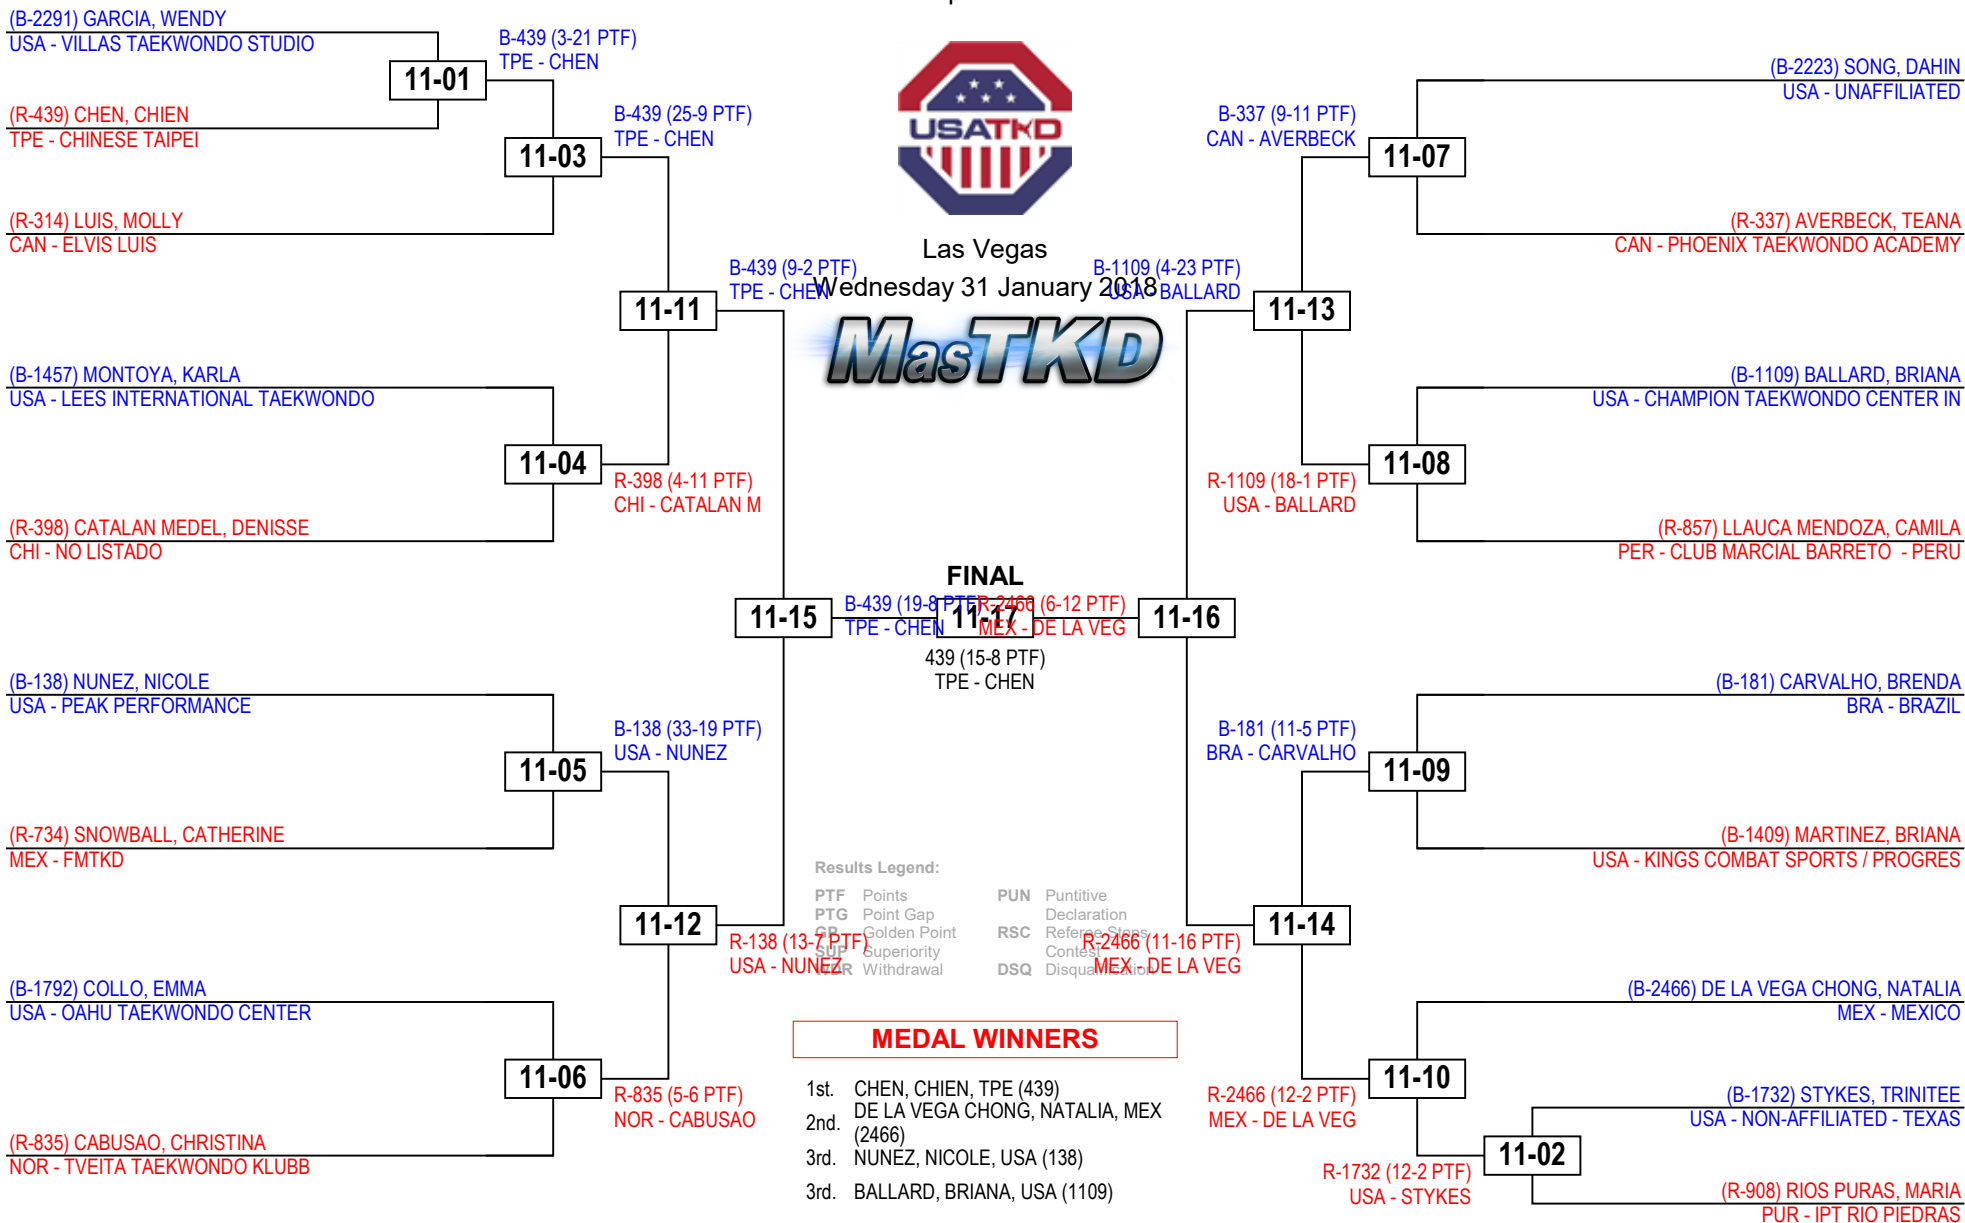 (B-2291) GARCIA, WENDY
USA - VILLAS TAEKWONDO STUDIO
11-01
(R-439) CHEN, CHIEN
TPE - CHINESE TAIPEI
B-439 (3-21 PTF)
TPE - CHEN
11-03
(R-314) LUIS, MOLLY
CAN - ELVIS LUIS
B-439 (25-9 PTF)
TPE - CHEN
11-11
(B-1457) MONTOYA, KARLA
USA - LEES INTERNATIONAL TAEKWONDO
11-04
(R-398) CATALAN MEDEL, DENISSE
CHI - NO LISTADO
R-398 (4-11 PTF)
CHI - CATALAN M
B-439 (9-2 PTF)
TPE - CHEN
11-15
(B-138) NUNEZ, NICOLE
USA - PEAK PERFORMANCE
11-05
(R-734) SNOWBALL, CATHERINE
MEX - FMTKD
B-138 (33-19 PTF)
USA - NUNEZ
11-12
(B-1792) COLLO, EMMA
USA - OAHU TAEKWONDO CENTER
11-06
(R-835) CABUSAO, CHRISTINA
NOR - TVEITA TAEKWONDO KLUBB
R-835 (5-6 PTF)
NOR - CABUSAO
R-138 (13-7 PTF)
USA - NUNEZ
USATKD
Las Vegas
Wednesday 31 January 2018
MasTKD
FINAL
B-439 (19-8 PTF)
TPE - CHEN
11-17
R-2466 (6-12 PTF)
MEX - DE LA VEG
439 (15-8 PTF)
TPE - CHEN
Results Legend:
PTF Points
PTG Point Gap
GP Golden Point
SUP Superiority
WDR Withdrawal
PUN Puntitive
Declaration
RSC Referee Stops
Contest
DSQ Disqualification
MEDAL WINNERS
1st. CHEN, CHIEN, TPE (439)
2nd. DE LA VEGA CHONG, NATALIA, MEX
(2466)
3rd. NUNEZ, NICOLE, USA (138)
3rd. BALLARD, BRIANA, USA (1109)
(B-2223) SONG, DAHIN
USA - UNAFFILIATED
11-07
(R-337) AVERBECK, TEANA
CAN - PHOENIX TAEKWONDO ACADEMY
B-337 (9-11 PTF)
CAN - AVERBECK
11-13
(B-1109) BALLARD, BRIANA
USA - CHAMPION TAEKWONDO CENTER IN
11-08
(R-857) LLAUCA MENDOZA, CAMILA
PER - CLUB MARCIAL BARRETO - PERU
R-1109 (18-1 PTF)
USA - BALLARD
B-1109 (4-23 PTF)
USA - BALLARD
11-16
(B-181) CARVALHO, BRENDA
BRA - BRAZIL
11-09
(B-1409) MARTINEZ, BRIANA
USA - KINGS COMBAT SPORTS / PROGRES
B-181 (11-5 PTF)
BRA - CARVALHO
11-14
R-2466 (11-16 PTF)
MEX - DE LA VEG
(B-2466) DE LA VEGA CHONG, NATALIA
MEX - MEXICO
11-10
R-2466 (12-2 PTF)
MEX - DE LA VEG
(B-1732) STYKES, TRINITEE
USA - NON-AFFILIATED - TEXAS
11-02
(R-908) RIOS PURAS, MARIA
PUR - IPT RIO PIEDRAS
R-1732 (12-2 PTF)
USA - STYKES